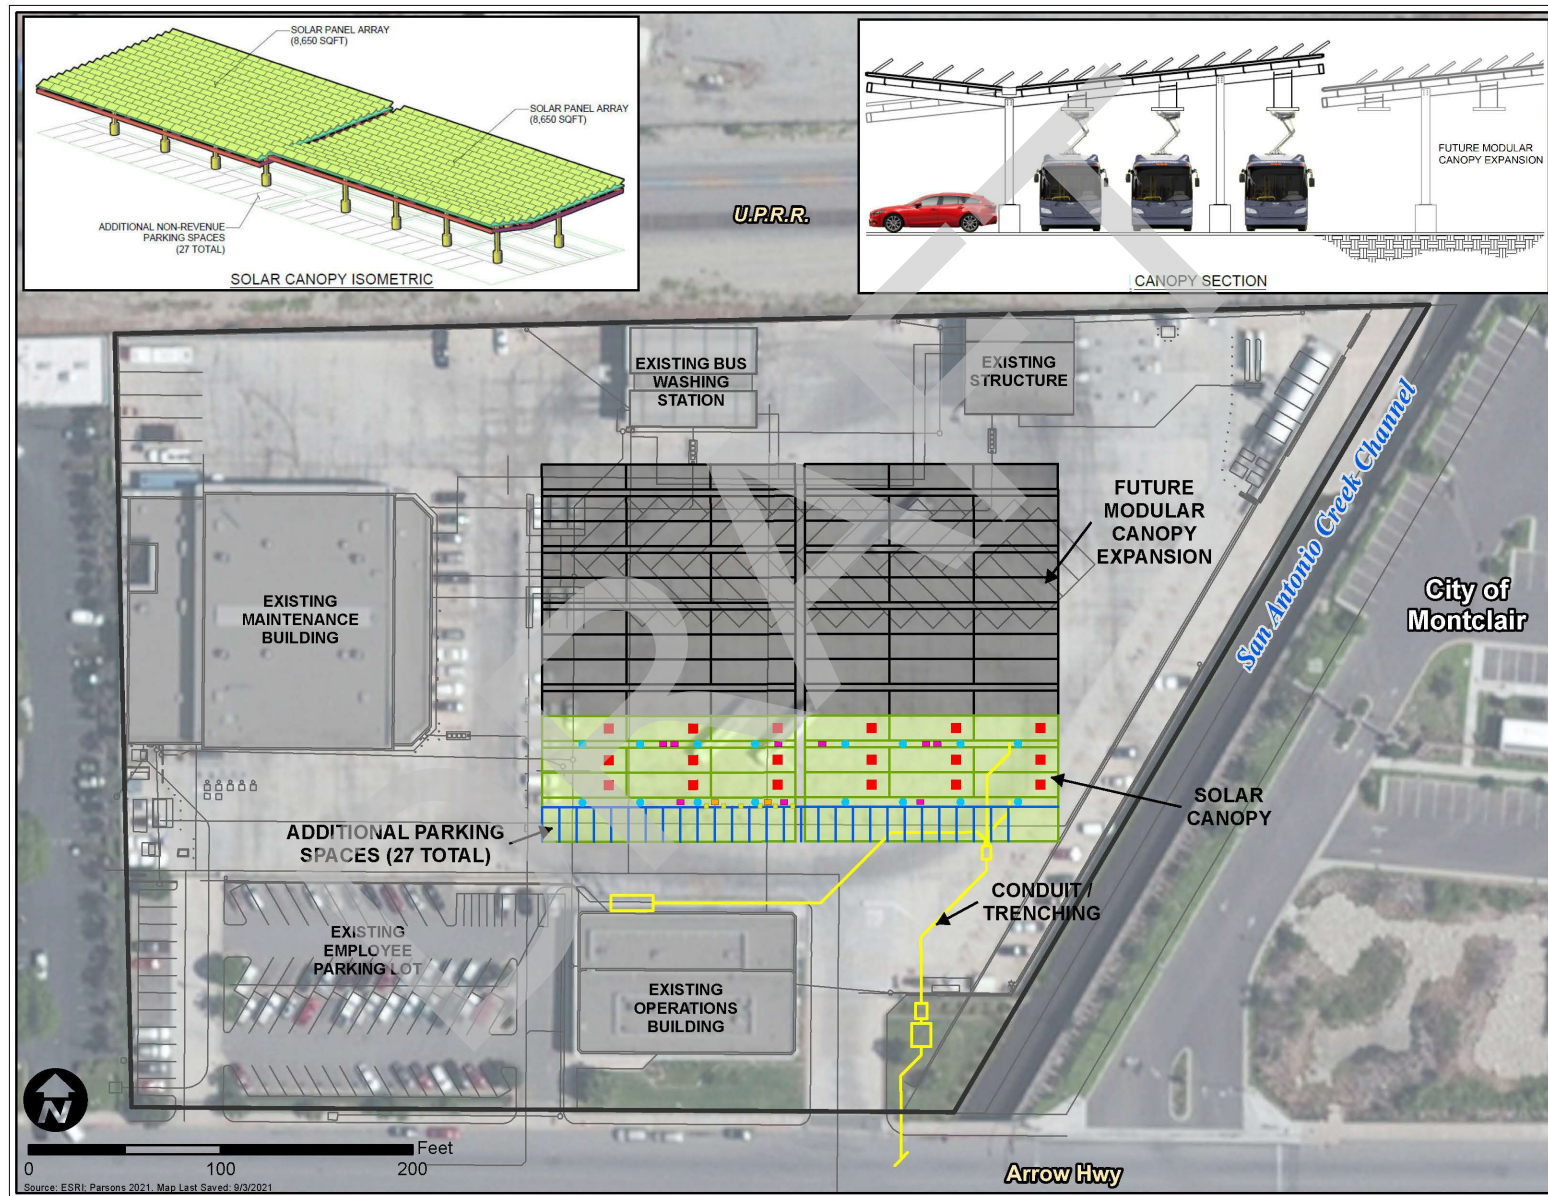 SOLAR PANEL ARRAY
(8,650 SQFT)
SOLAR PANEL ARRAY
(8,650 SQFT)
ADDITIONAL NON-REVENUE
PARKING SPACES
(27 TOTAL)
SOLAR CANOPY ISOMETRIC
U.P.R.R.
FUTURE MODULAR
CANOPY EXPANSION
CANOPY SECTION
EXISTING BUS
WASHING
STATION
EXISTING
STRUCTURE
FUTURE
MODULAR
CANOPY
EXPANSION
San Antonio Creek Channel
City of
Montclair
EXISTING
MAINTENANCE
BUILDING
SOLAR
CANOPY
ADDITIONAL PARKING
SPACES (27 TOTAL)
CONDUIT /
TRENCHING
EXISTING
EMPLOYEE
PARKING LOT
EXISTING
OPERATIONS
BUILDING
DRAFT
N
Feet
0
100
200
Arrow Hwy
Source: ESRI; Parsons 2021. Map Last Saved: 9/3/2021